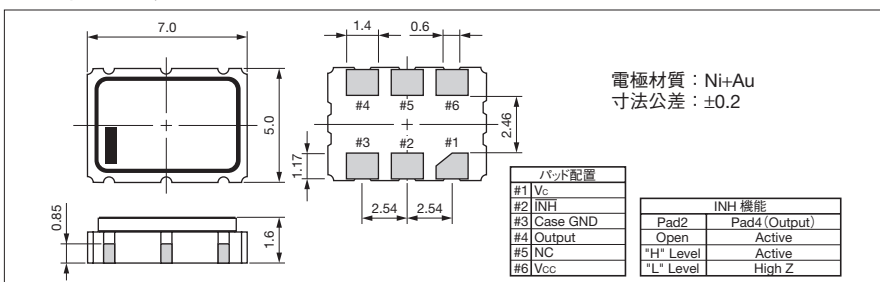 7.0
5.0
0.85
1.6
1.4
0.6
#4 #5 #6
#3 #2 #1
2.46
1.17
2.54 2.54
電極材質：Ni+Au
寸法公差：±0.2
パッド配置
#1 Vc
#2 INH
#3 Case GND
#4 Output
#5 NC
#6 Vcc
INH 機能
Pad2 Pad4(Output)
Open Active
"H" Level Active
"L" Level High Z